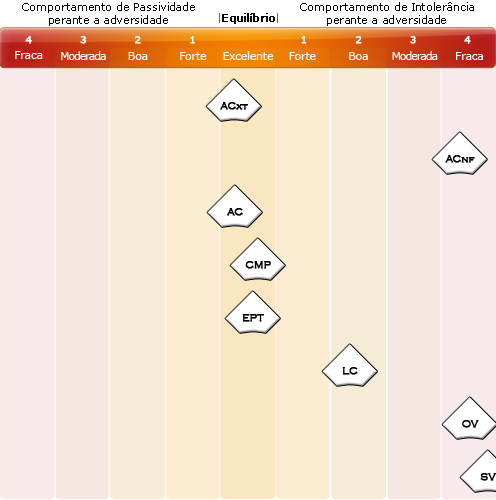 Comportamento de Passividade
perante a adversidade
|Equilíbrio|
Comportamento de Intolerância
perante a adversidade
4 3 2 1 1 2 3 4
Fraca Moderada Boa Forte Excelente Forte Boa Moderada Fraca
ACXT
ACNF
AC
CMP
EPT
LC
OV
SV